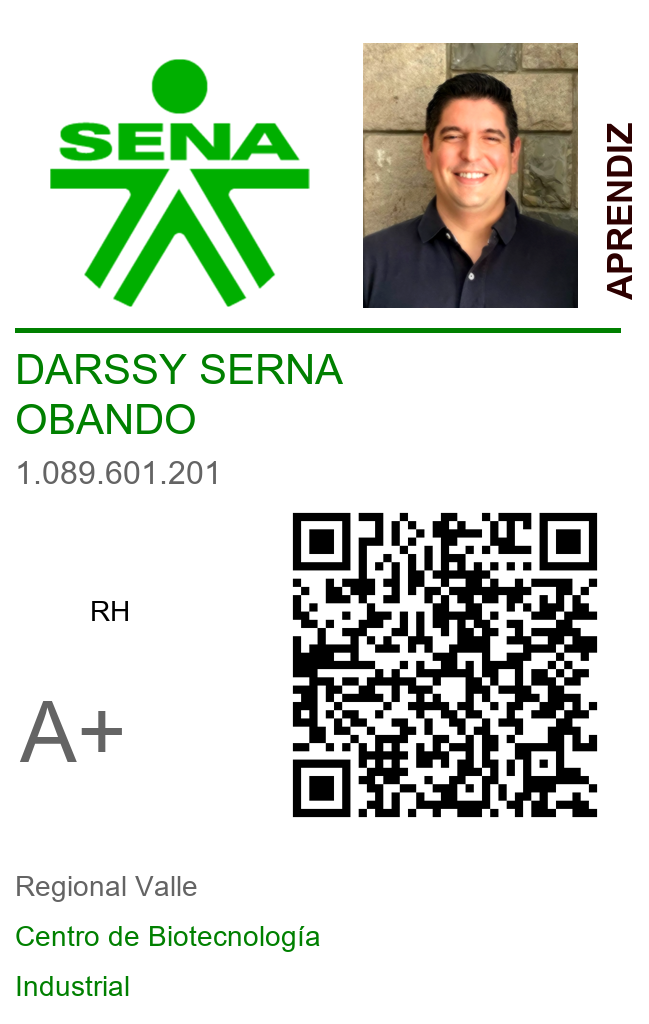 SENA
APRENDIZ
DARSSY SERNA
OBANDO
1.089.601.201
RH
A+
Regional Valle
Centro de Biotecnología
Industrial